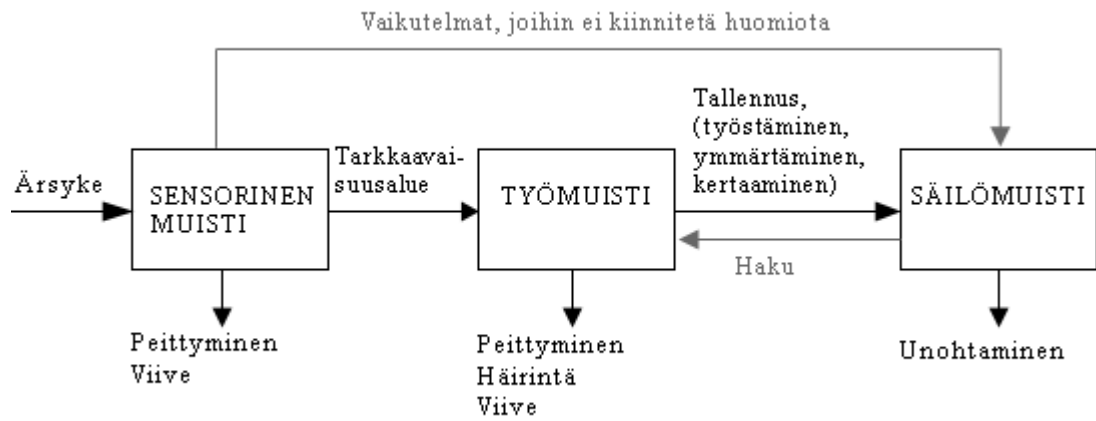 Vaikutelmat, joihin ei kiinnitetä huomiota
Ärsyke
SENSORINEN
MUISTI
Tarkkaavai-
suusalue
TYÖMUISTI
Tallennus,
(työstäminen,
ymmärtäminen,
kertaaminen)
SÄILÖMUISTI
Haku
Peittyminen
Viive
Peittyminen
Häirintä
Viive
Unohtaminen